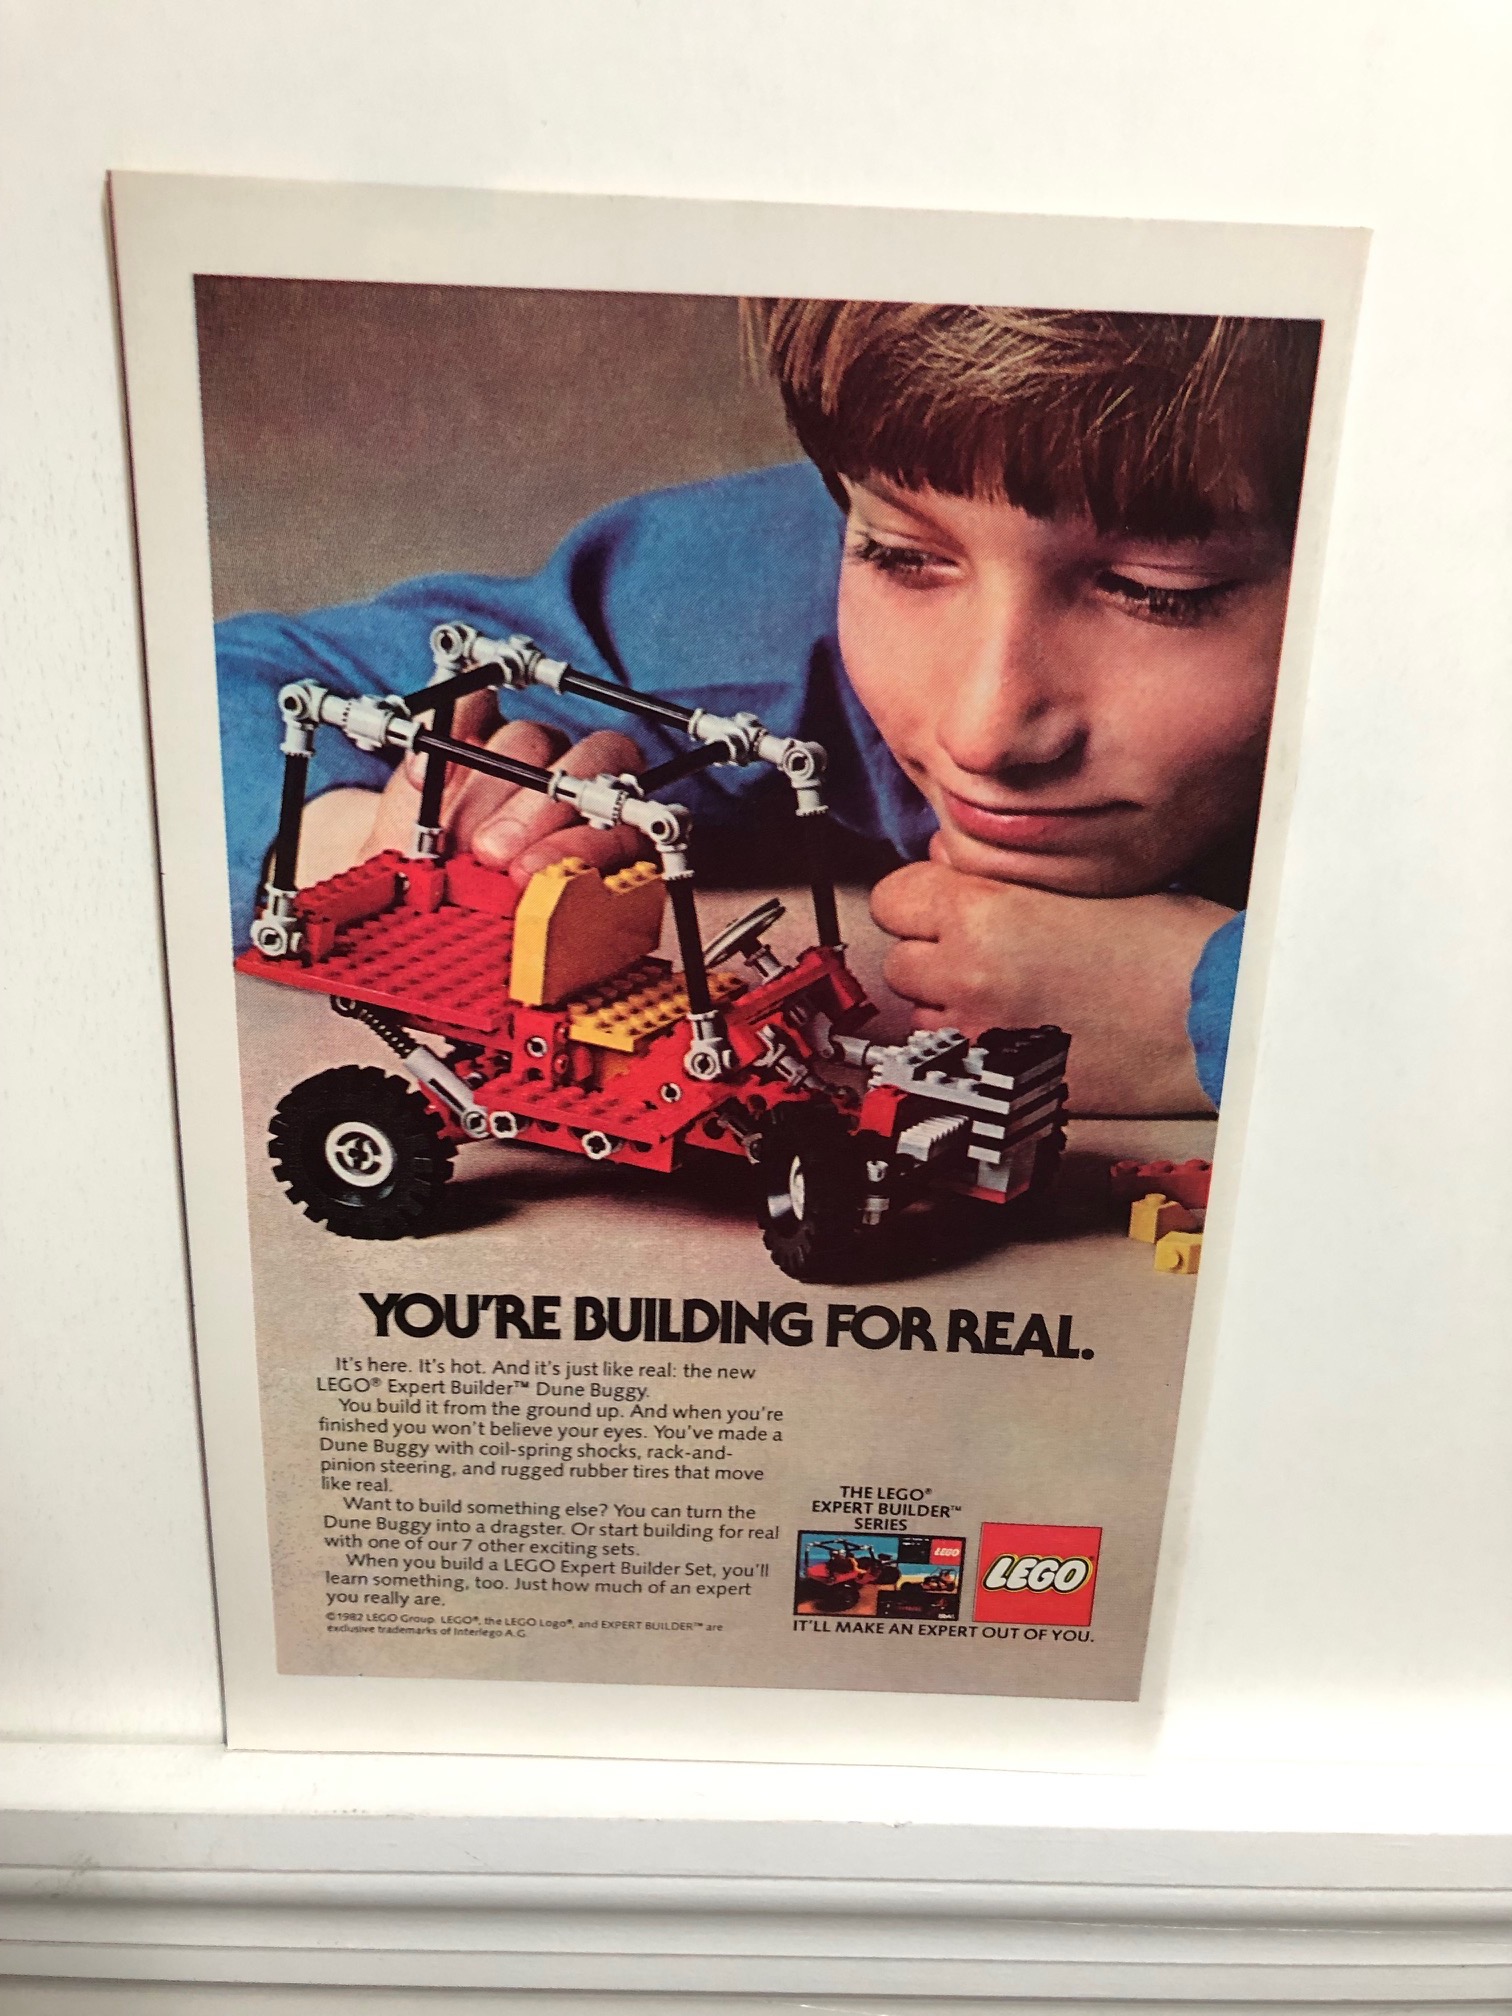 YOU'RE BUILDING FOR REAL.
It's here. It's hot. And it's just like real: the new
LEGO® Expert Builder™ Dune Buggy.
You build it from the ground up. And when you're
finished you won't believe your eyes. You've made a
Dune Buggy with coil-spring shocks, rack-and-
pinion steering, and rugged rubber tires that move
like real.
Want to build something else? You can turn the
Dune Buggy into a dragster. Or start building for real
with one of our 7 other exciting sets.
When you build a LEGO Expert Builder Set, you'll
learn something, too. Just how much of an expert
you really are.
©1982 LEGO Group. LEGO®, the LEGO Logo®, and EXPERT BUILDER™ are
exclusive trademarks of Interlego A.G.
THE LEGO®
EXPERT BUILDER™
SERIES
LEGO
LEGO®
IT'LL MAKE AN EXPERT OUT OF YOU.